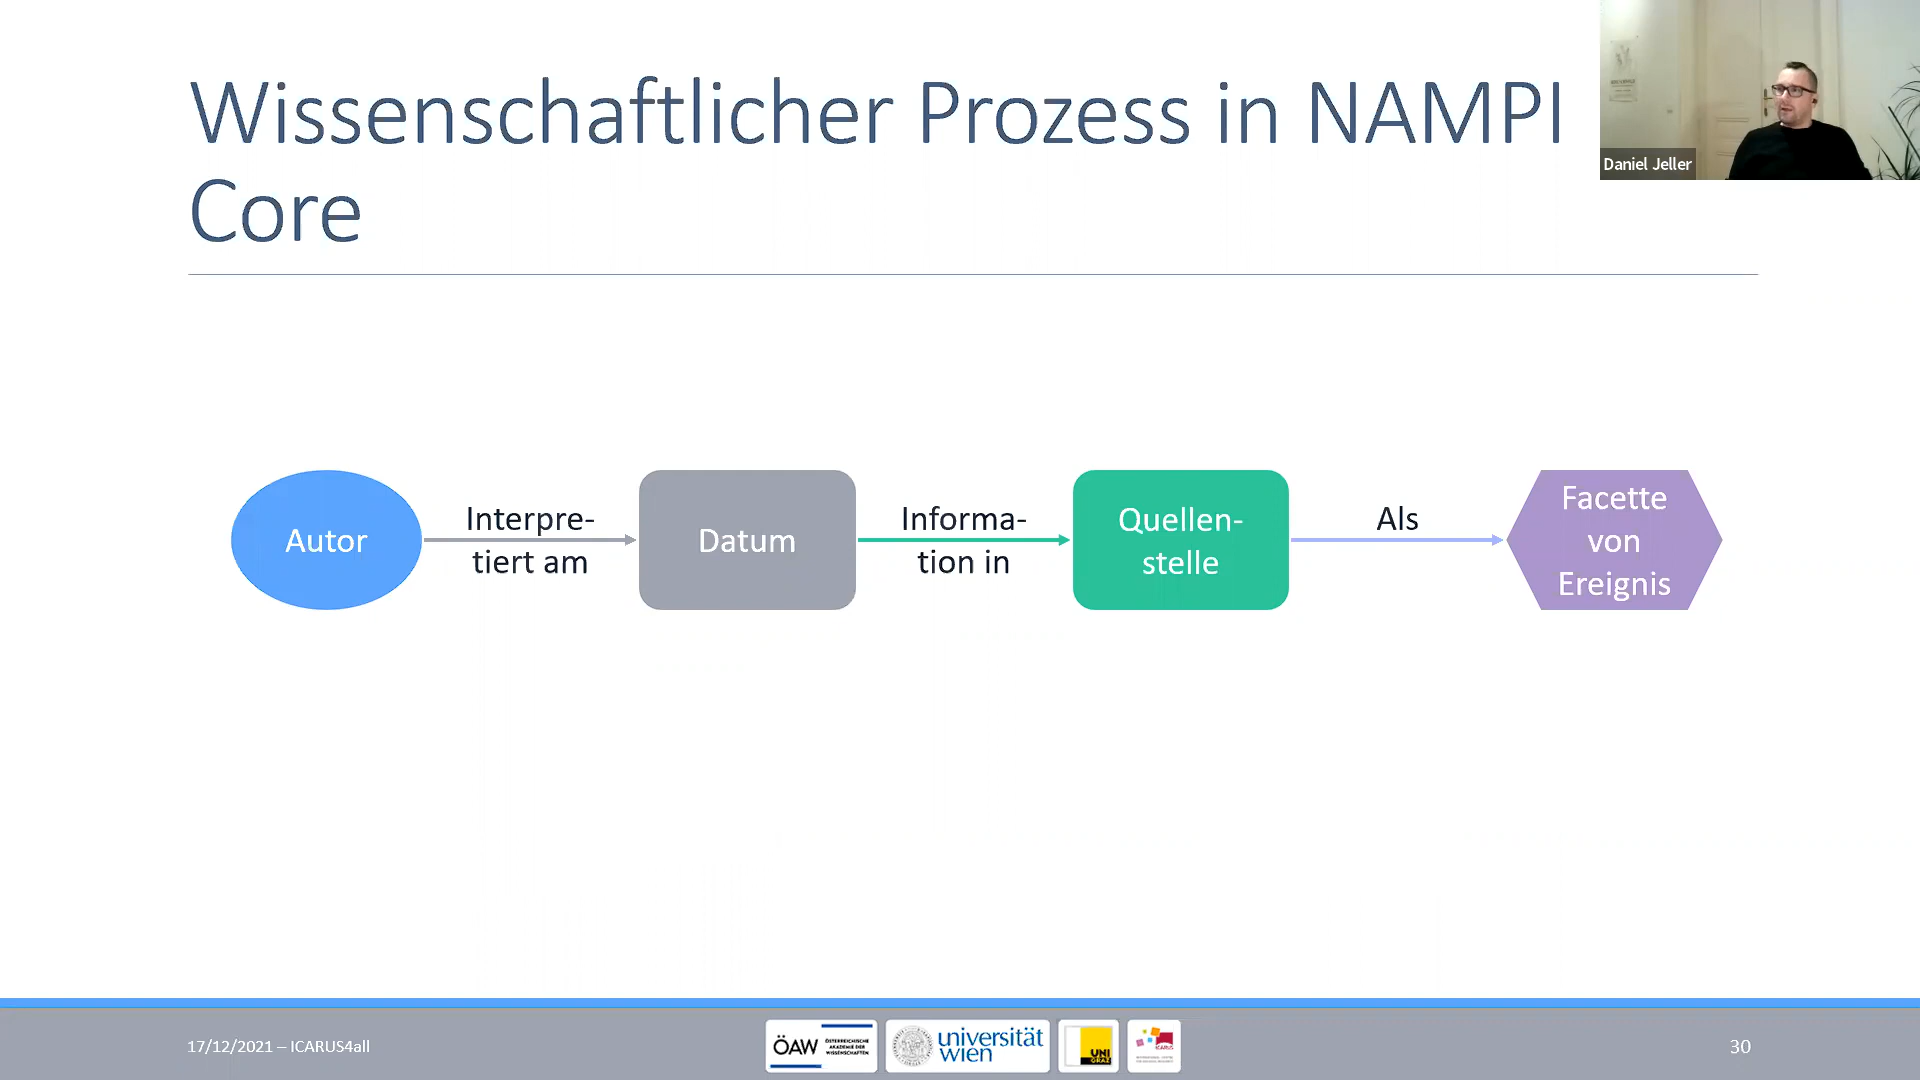 Wissenschaftlicher Prozess in NAMPI
Core
Daniel Jeller
Autor
Interpre-
tiert am
Datum
Informa-
tion in
Quellen-
stelle
Als
Facette
von
Ereignis
17/12/2021 – ICARUS4all
ÖAW
ÖSTERREICHISCHE
AKADEMIE DER
WISSENSCHAFTEN
universität
wien
UNI
GRAZ
ICARUS
30